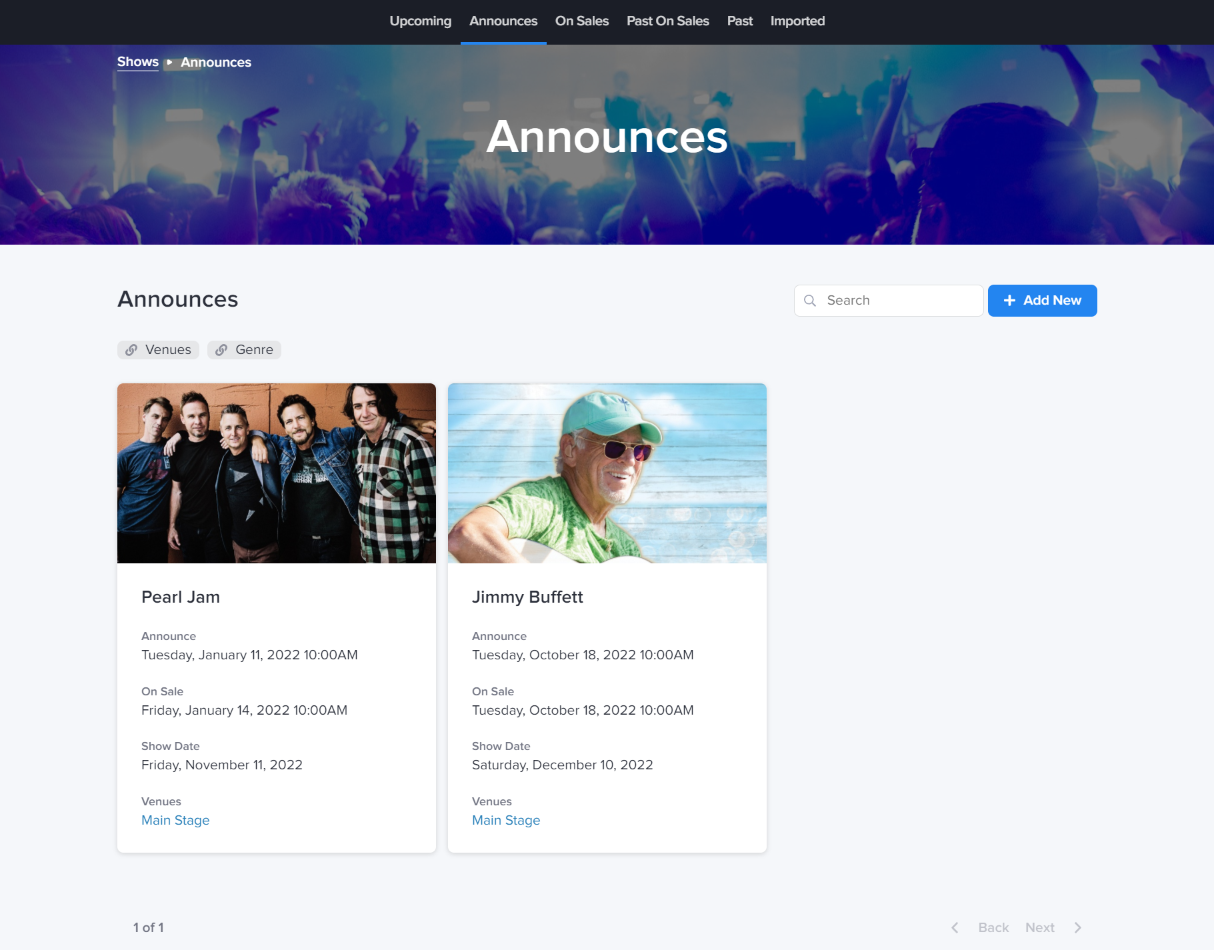 Upcoming Announces On Sales Past On Sales Past Imported
Shows Announces
Announces
Announces
Search
Add New
Venues Genre
Pearl Jam
Announce
Tuesday, January 11, 2022 10:00AM
On Sale
Friday, January 14, 2022 10:00AM
Show Date
Friday, November 11, 2022
Venues
Main Stage
Jimmy Buffett
Announce
Tuesday, October 18, 2022 10:00AM
On Sale
Tuesday, October 18, 2022 10:00AM
Show Date
Saturday, December 10, 2022
Venues
Main Stage
1 of 1
Back Next